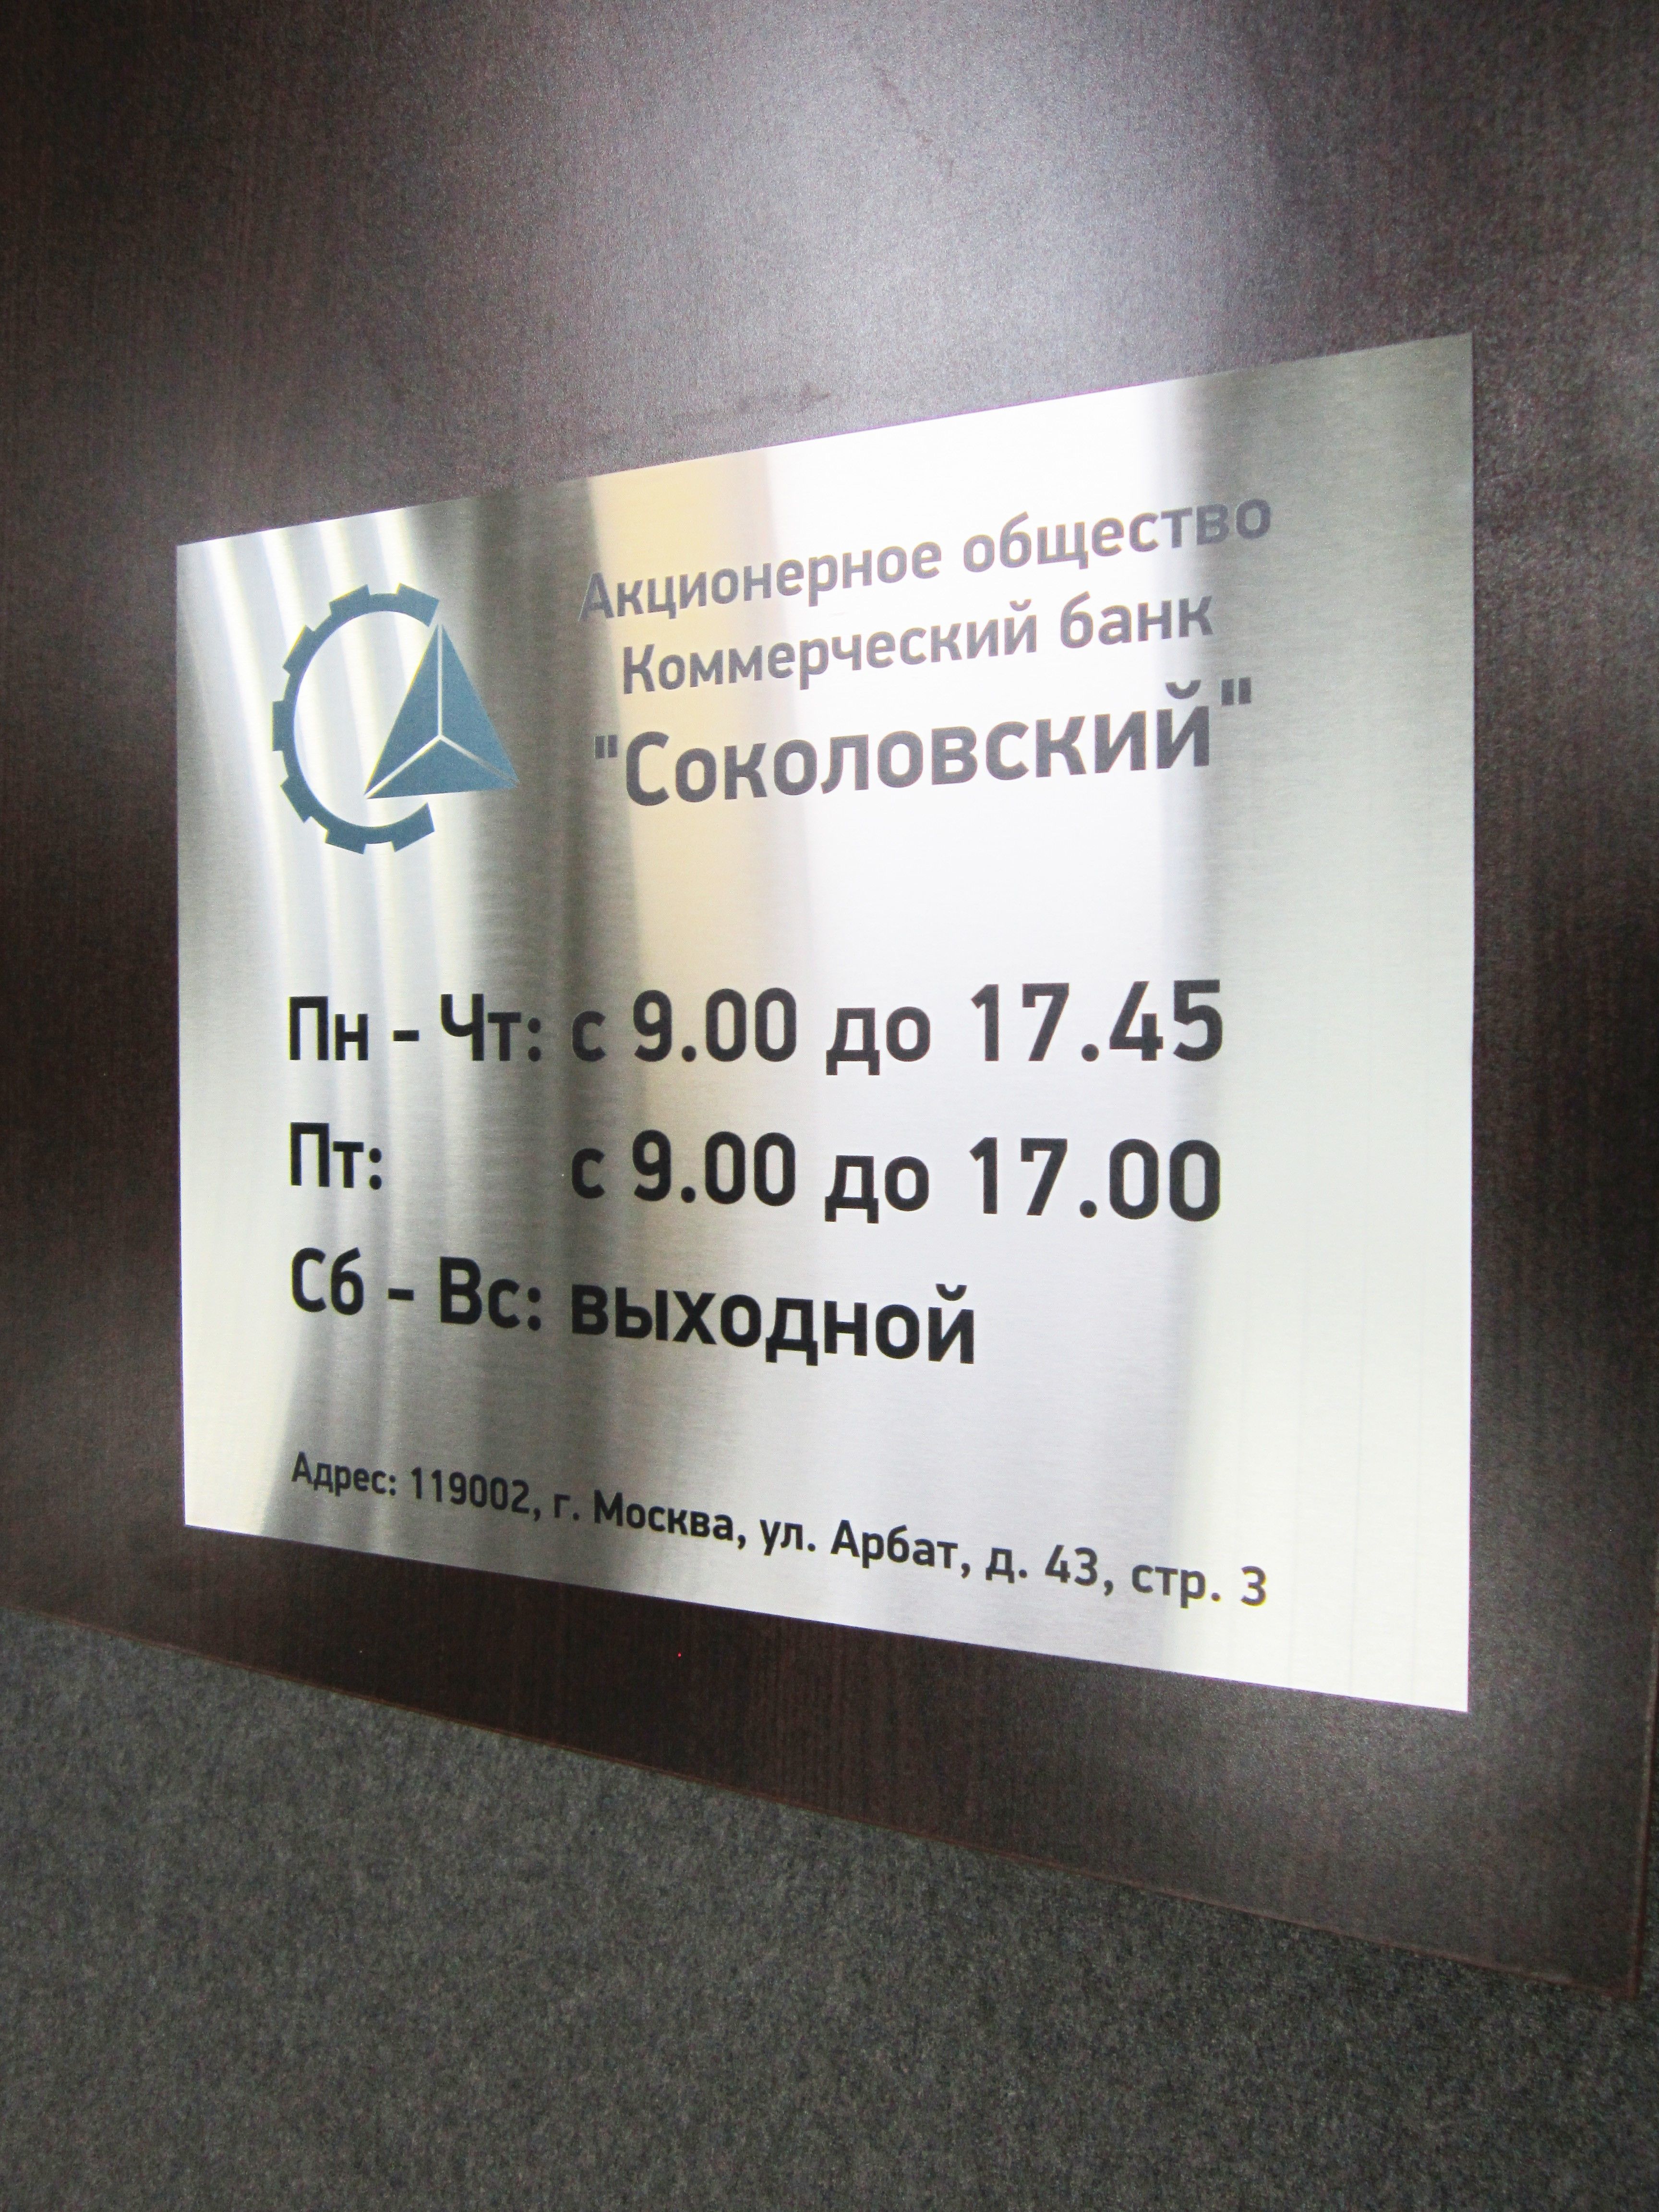 Акционерное общество
Коммерческий банк
"Соколовский"
Пн - Чт: с 9.00 до 17.45
Пт: с 9.00 до 17.00
Сб - Вс: выходной
Адрес: 119002, г. Москва, ул. Арбат, д. 43, стр. 3